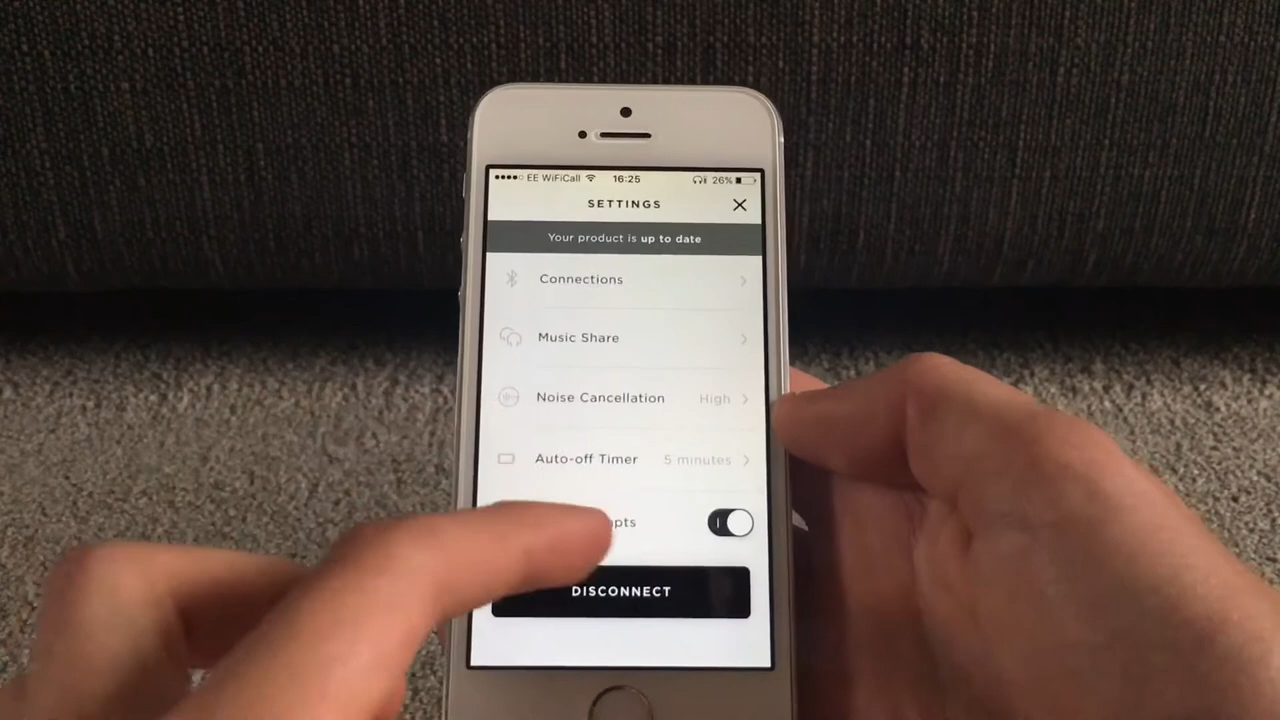 EE WiFiCall 16:25 26%
SETTINGS
Your product is up to date
Connections
Music Share
Noise Cancellation High
Auto-off Timer 5 minutes
DISCONNECT